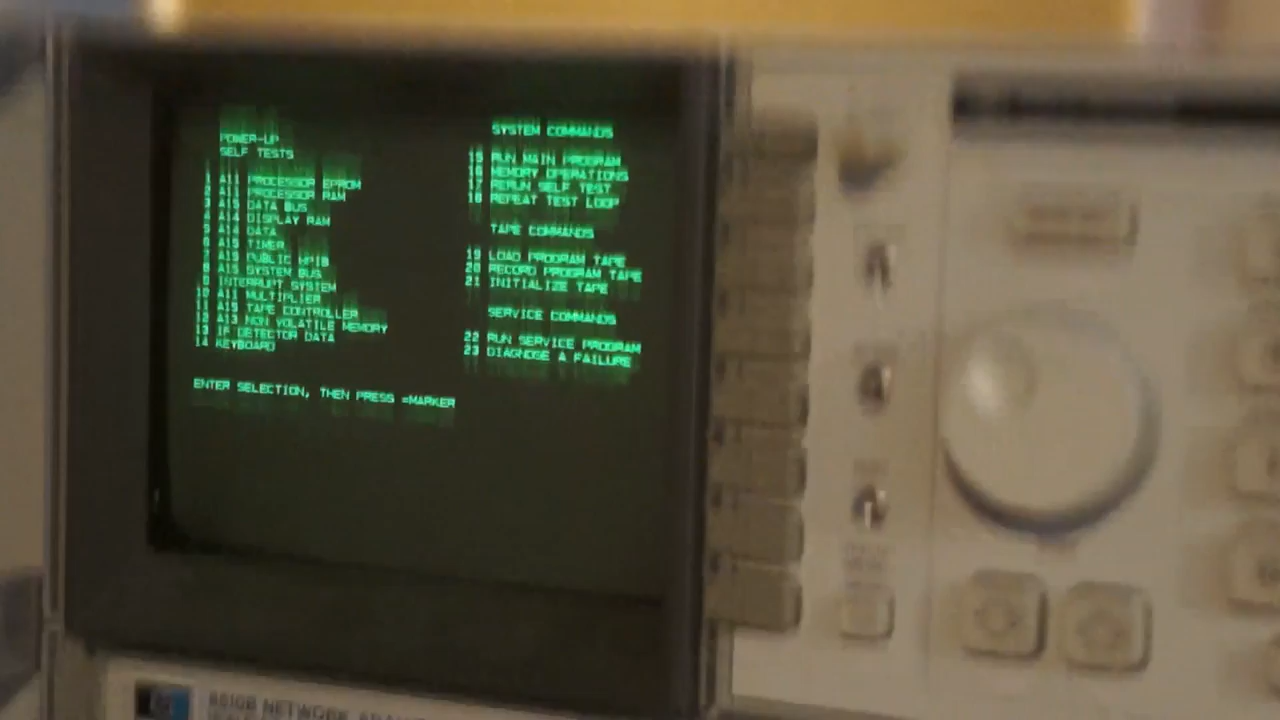 POWER-UP
SELF TESTS
1 A11 PROCESSOR EPROM
2 A11 PROCESSOR RAM
3 A15 DATA BUS
4 A14 DISPLAY RAM
5 A14 DATA
6 A15 TIMER
7 A15 PUBLIC HPIB
8 A15 SYSTEM BUS
9 INTERRUPT SYSTEM
10 A11 MULTIPLIER
11 A15 TAPE CONTROLLER
12 A13 NON VOLATILE MEMORY
13 IF DETECTOR DATA
14 KEYBOARD
ENTER SELECTION, THEN PRESS =MARKER
SYSTEM COMMANDS
15 RUN MAIN PROGRAM
16 MEMORY OPERATIONS
17 RERUN SELF TEST
18 REPEAT TEST LOOP
TAPE COMMANDS
19 LOAD PROGRAM TAPE
20 RECORD PROGRAM TAPE
21 INITIALIZE TAPE
SERVICE COMMANDS
22 RUN SERVICE PROGRAM
23 DIAGNOSE A FAILURE
8510B NETWORK